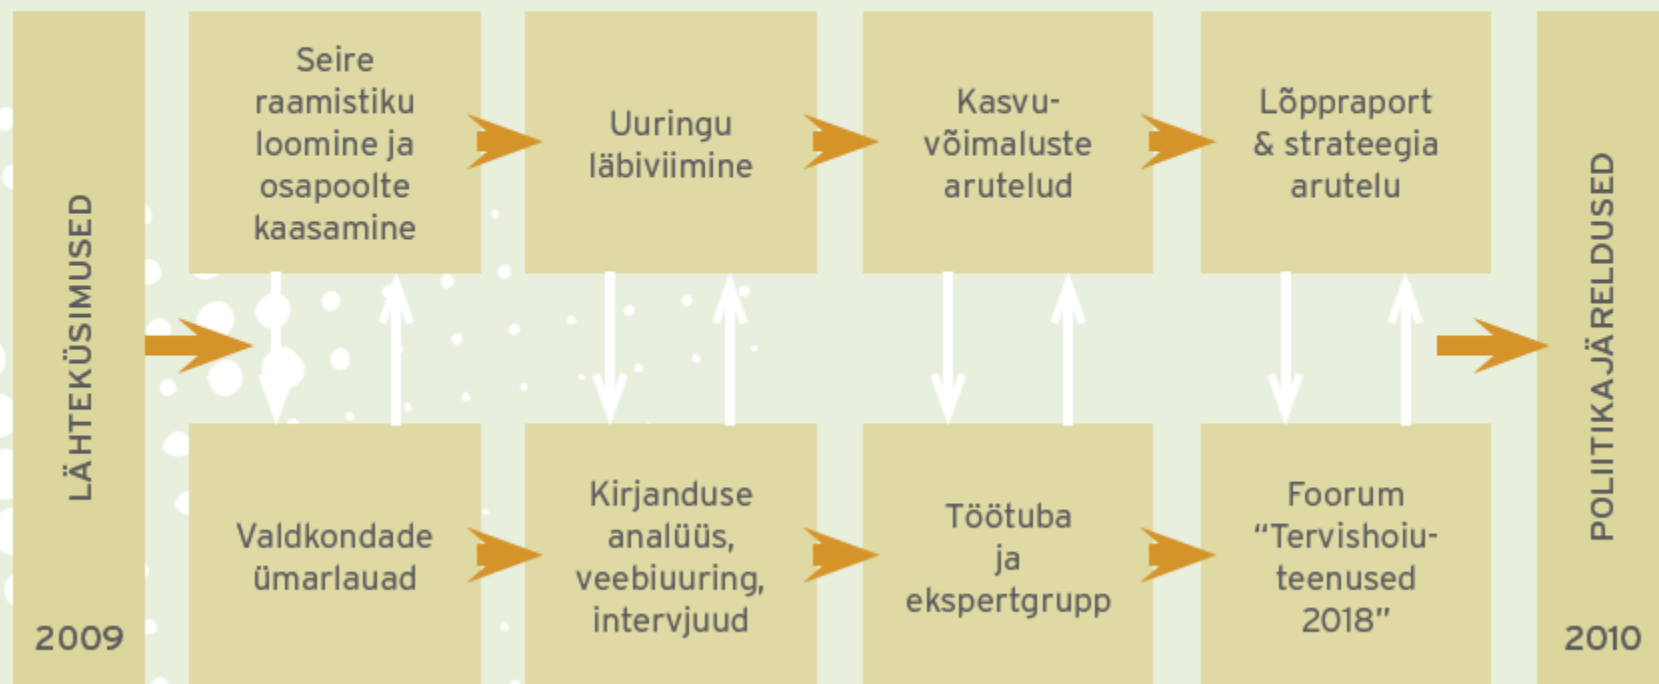 LÄHTEKÜSIMUSED
2009
Seire
raamistiku
loomine ja
osapoolte
kaasamine
Uuringu
läbiviimine
Kasvu-
võimaluste
arutelud
Lõppraport
& strateegia
arutelu
Valdkondade
ümarlauad
Kirjanduse
analüüs,
veebiuuring,
intervjuud
Töötuba
ja
ekspertgrupp
Foorum
“Tervishoiu-
teenused
2018”
POLIITIKAJÄRELDUSED
2010